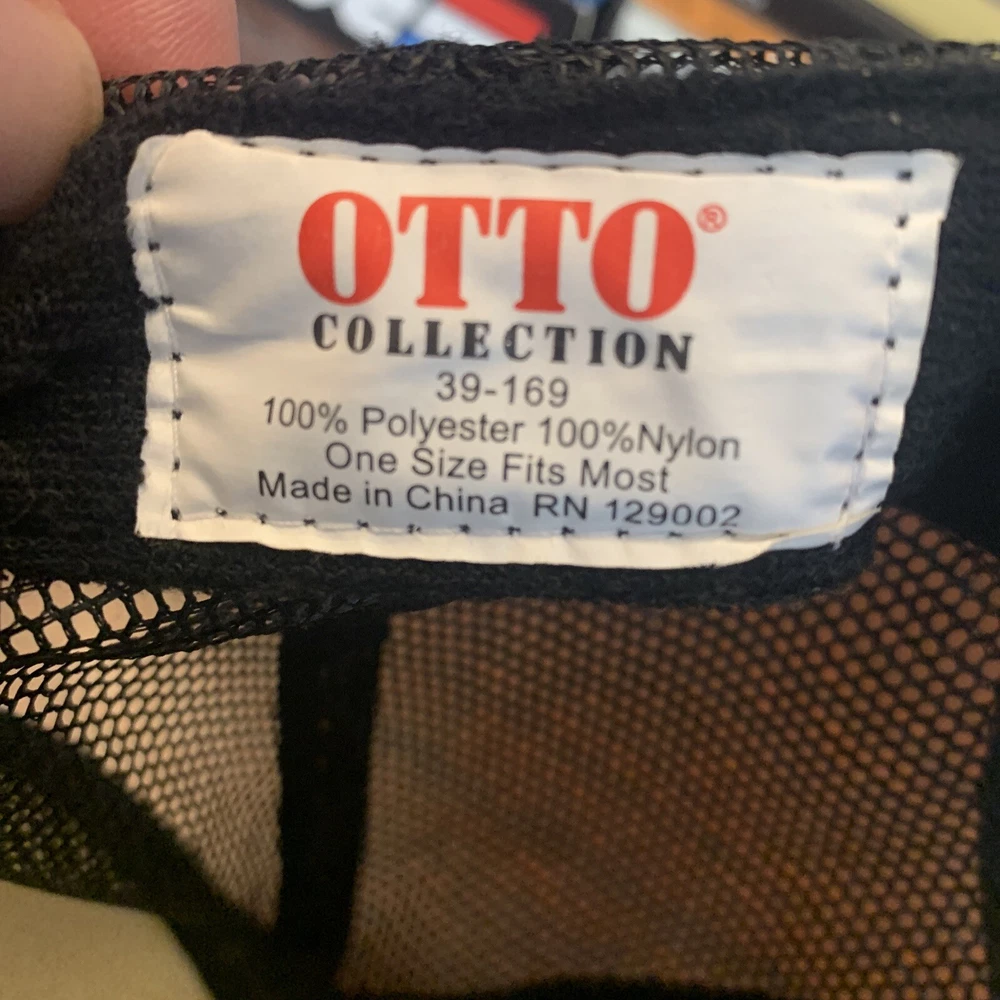 OTTO®
COLLECTION
39-169
100% Polyester 100%Nylon
One Size Fits Most
Made in China RN 129002